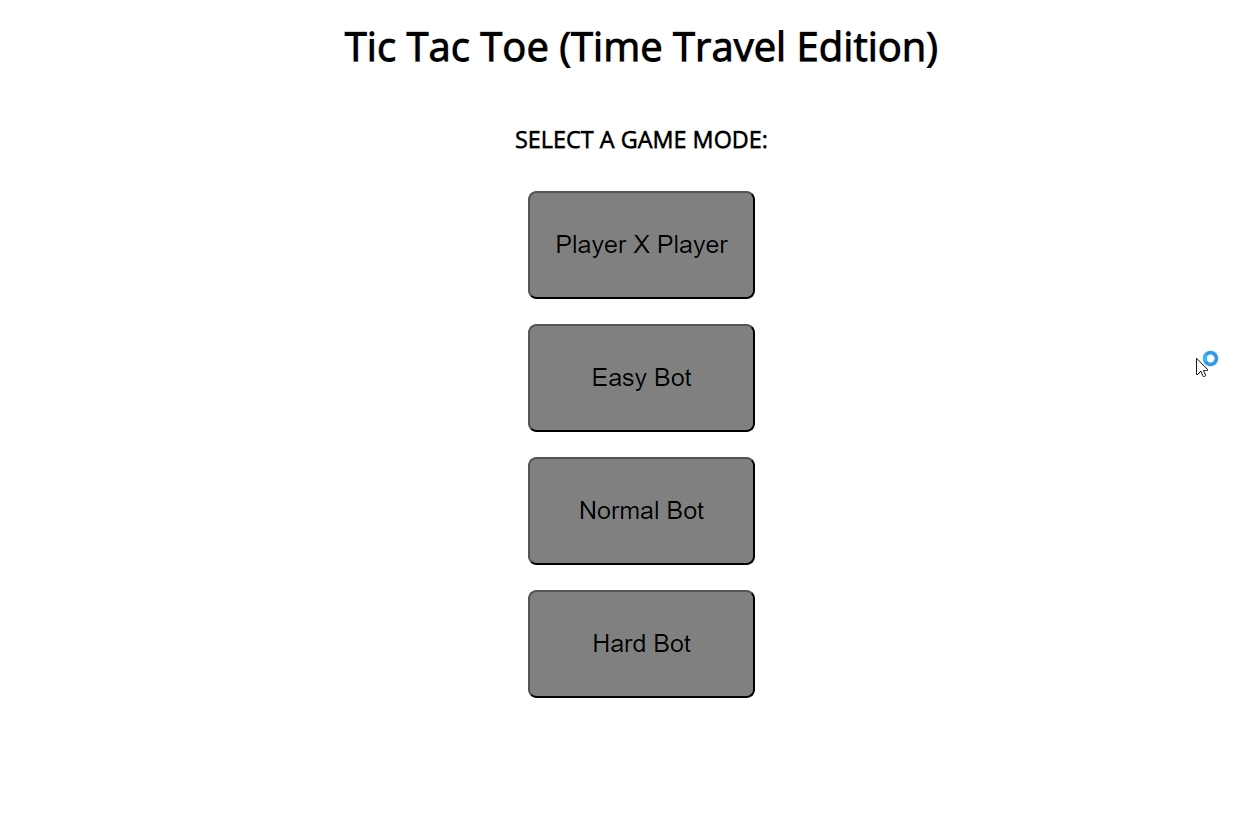 Tic Tac Toe (Time Travel Edition)
SELECT A GAME MODE:
Player X Player
Easy Bot
Normal Bot
Hard Bot